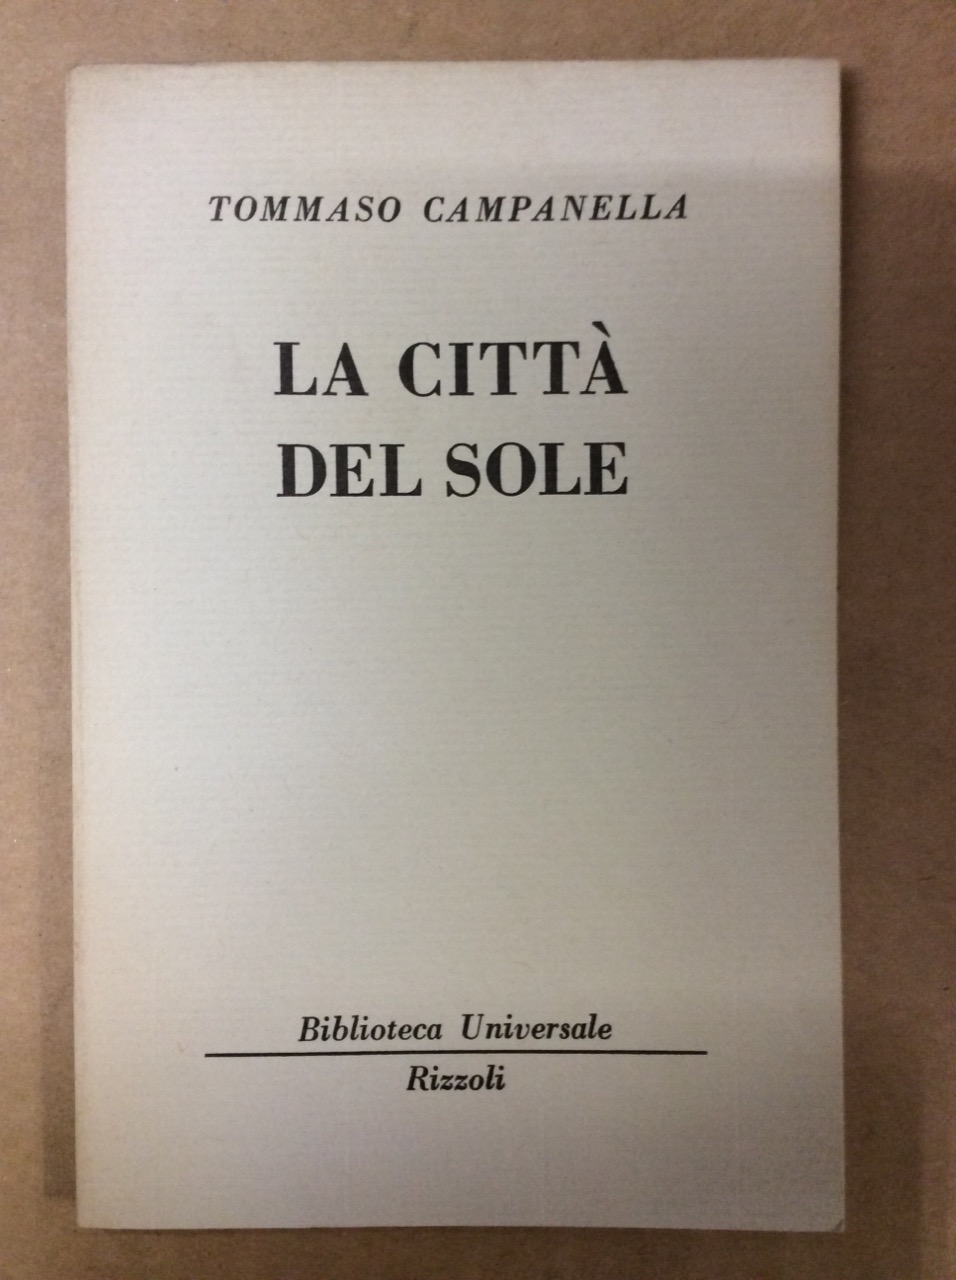 TOMMASO CAMPANELLA
LA CITTÀ
DEL SOLE
Biblioteca Universale
Rizzoli